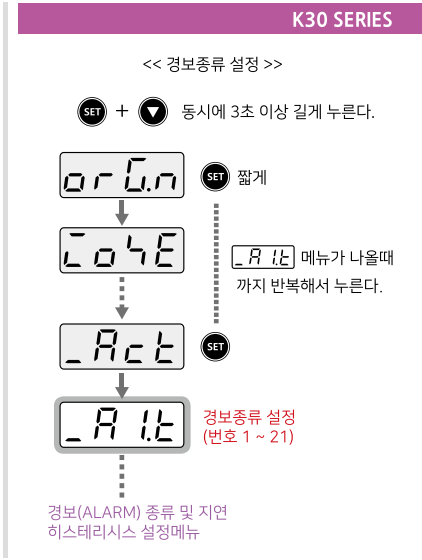 K30 SERIES
<< 경보종류 설정 >>
SET + ▼ 동시에 3초 이상 길게 누른다.
orG.n SET 짧게
_A1.t 메뉴가 나올때
까지 반복해서 누른다.
_Act SET
_A1.t
경보종류 설정
(번호 1 ~ 21)
경보(ALARM) 종류 및 지연
히스테리시스 설정메뉴